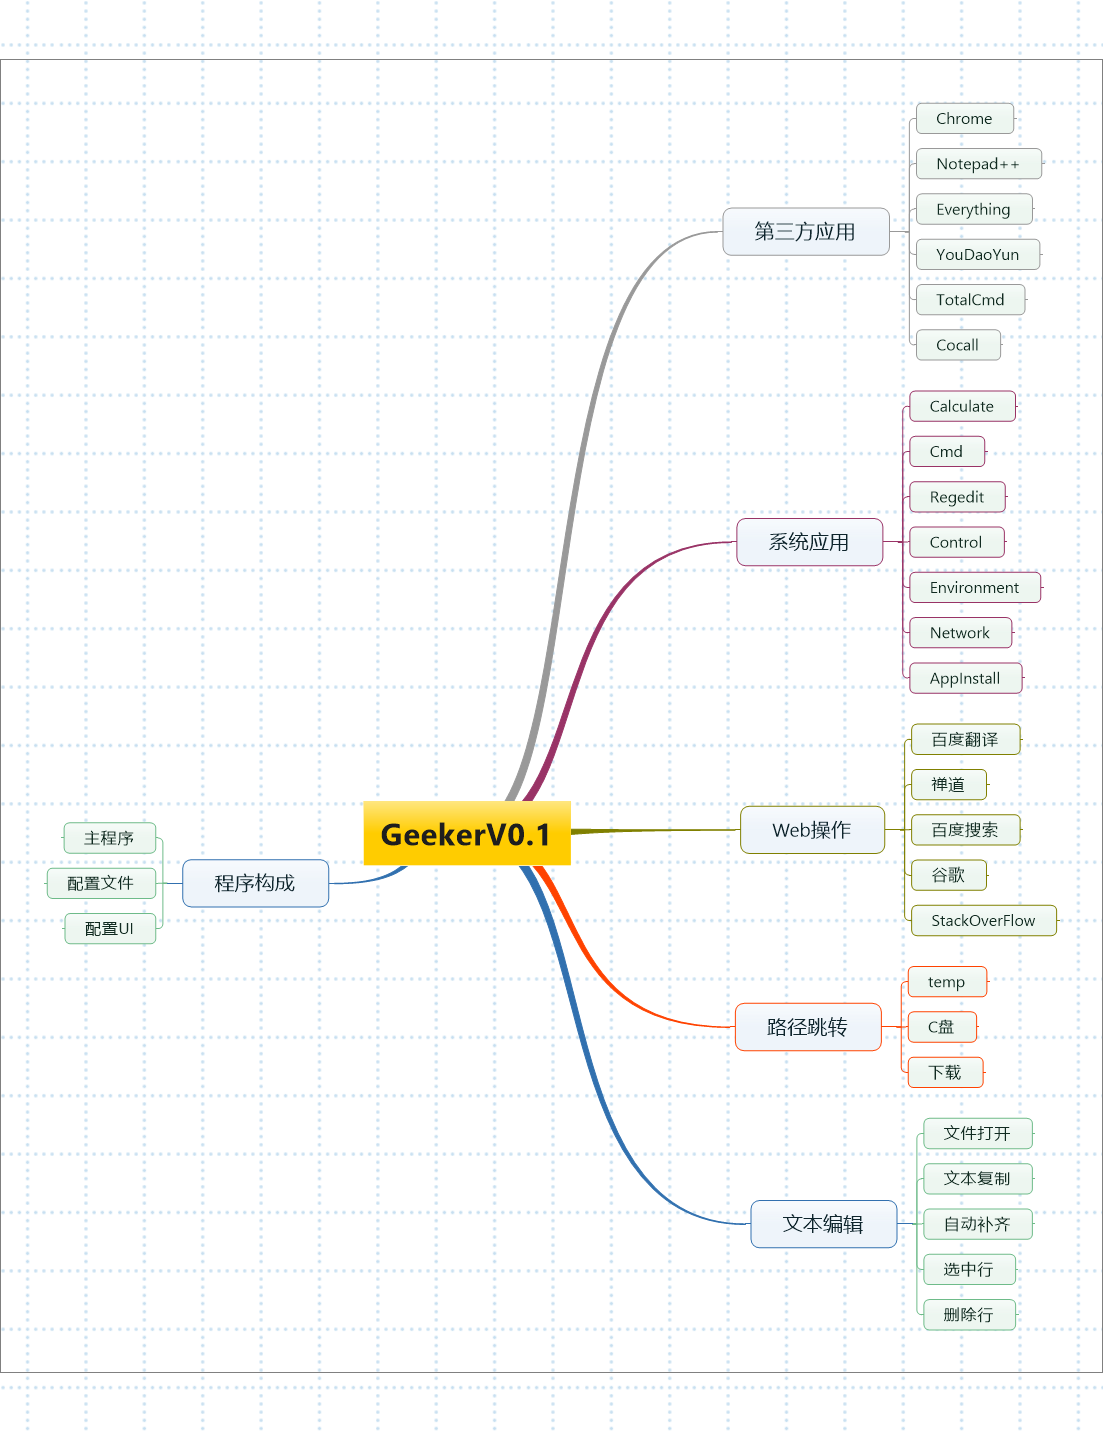 GeekerV0.1
第三方应用
Chrome
Notepad++
Everything
YouDaoYun
TotalCmd
Cocall
系统应用
Calculate
Cmd
Regedit
Control
Environment
Network
AppInstall
Web操作
百度翻译
禅道
百度搜索
谷歌
StackOverFlow
路径跳转
temp
C盘
下载
文本编辑
文件打开
文本复制
自动补齐
选中行
删除行
程序构成
主程序
配置文件
配置UI